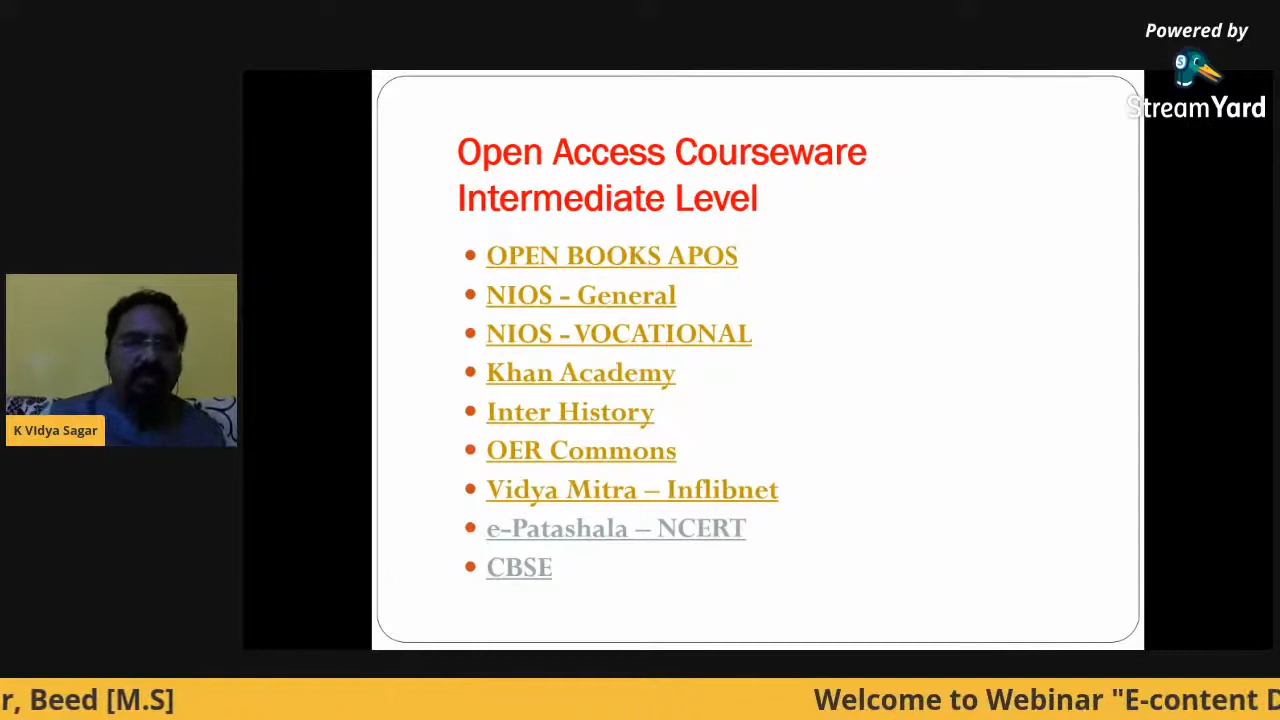 Powered by
StreamYard
Open Access Courseware
Intermediate Level
• OPEN BOOKS APOS
• NIOS - General
• NIOS -VOCATIONAL
• Khan Academy
• Inter History
• OER Commons
• Vidya Mitra – Inflibnet
• e-Patashala – NCERT
• CBSE
K VIdya Sagar
r, Beed [M.S]
Welcome to Webinar "E-content D